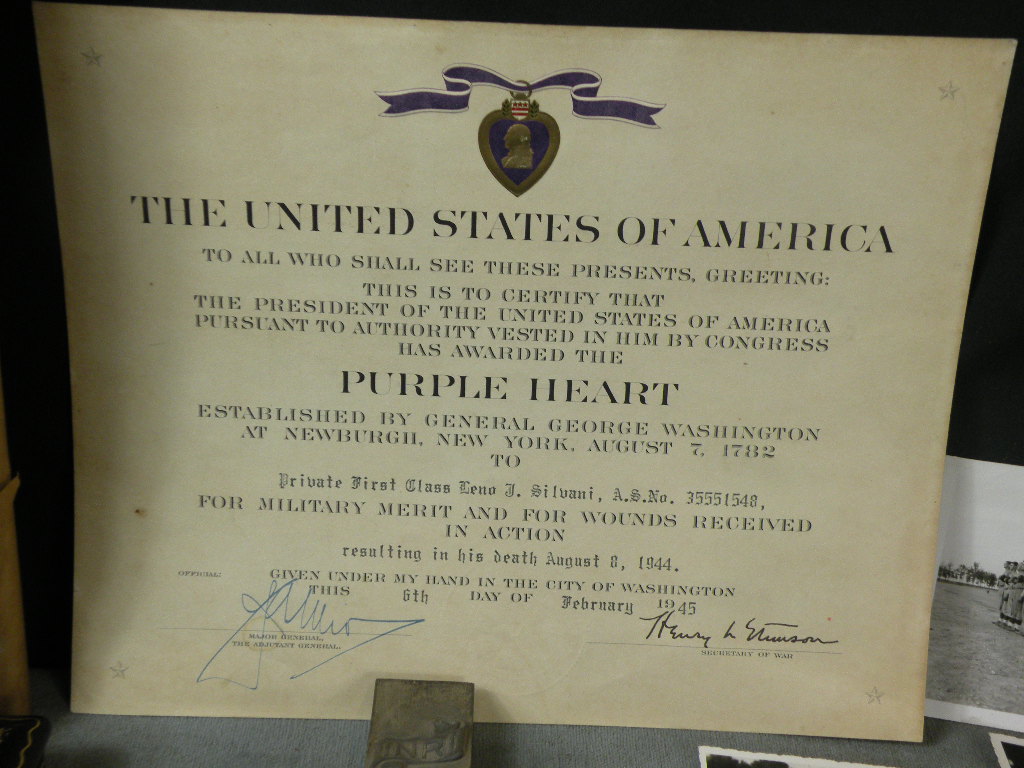 THE UNITED STATES OF AMERICA
TO ALL WHO SHALL SEE THESE PRESENTS, GREETING:
THIS IS TO CERTIFY THAT
THE PRESIDENT OF THE UNITED STATES OF AMERICA
PURSUANT TO AUTHORITY VESTED IN HIM BY CONGRESS
HAS AWARDED THE
PURPLE HEART
ESTABLISHED BY GENERAL GEORGE WASHINGTON
AT NEWBURGH, NEW YORK, AUGUST 7, 1782
TO
Private First Class Leno J. Silvani, A.S.No. 35551548,
FOR MILITARY MERIT AND FOR WOUNDS RECEIVED
IN ACTION
resulting in his death August 8, 1944.
OFFICIAL:
GIVEN UNDER MY HAND IN THE CITY OF WASHINGTON
THIS 6th DAY OF February 1945
Henry L Stimson
MAJOR GENERAL,
THE ADJUTANT GENERAL.
SECRETARY OF WAR
INRI